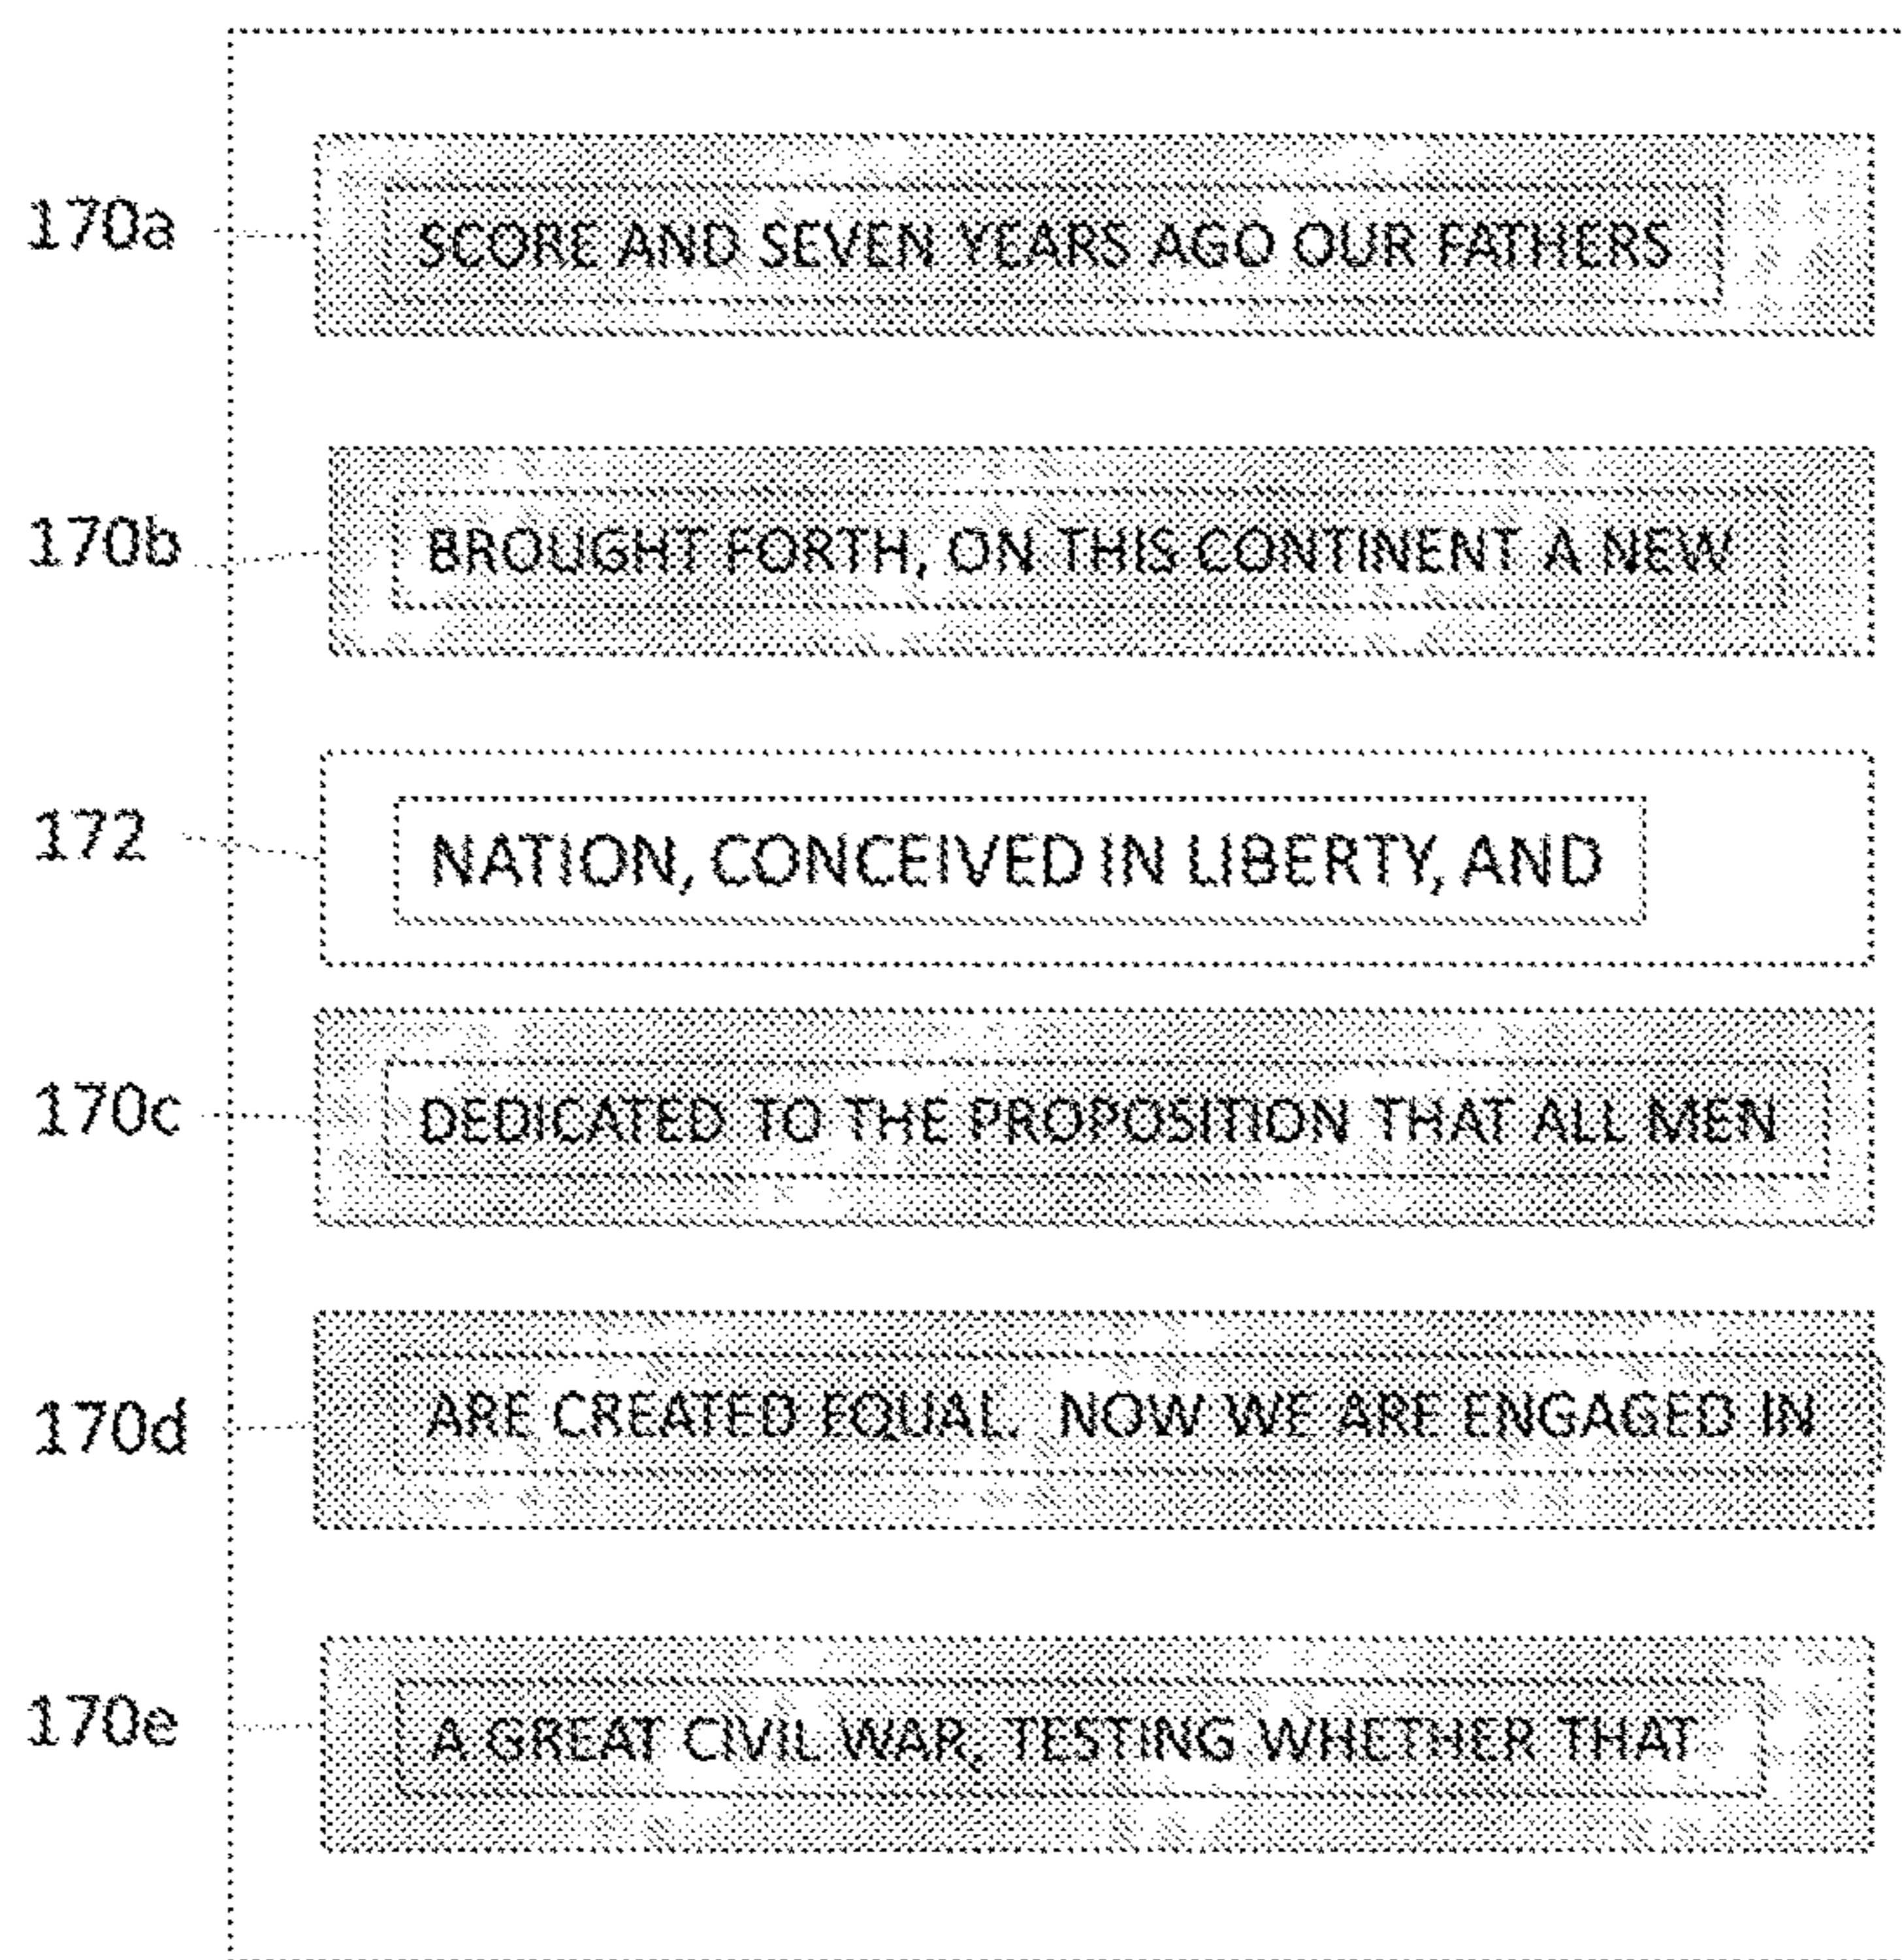 170a SCORE AND SEVEN YEARS AGO OUR FATHERS
170b BROUGHT FORTH, ON THIS CONTINENT A NEW
172 NATION, CONCEIVED IN LIBERTY, AND
170c DEDICATED TO THE PROPOSITION THAT ALL MEN
170d ARE CREATED EQUAL. NOW WE ARE ENGAGED IN
170e A GREAT CIVIL WAR, TESTING WHETHER THAT